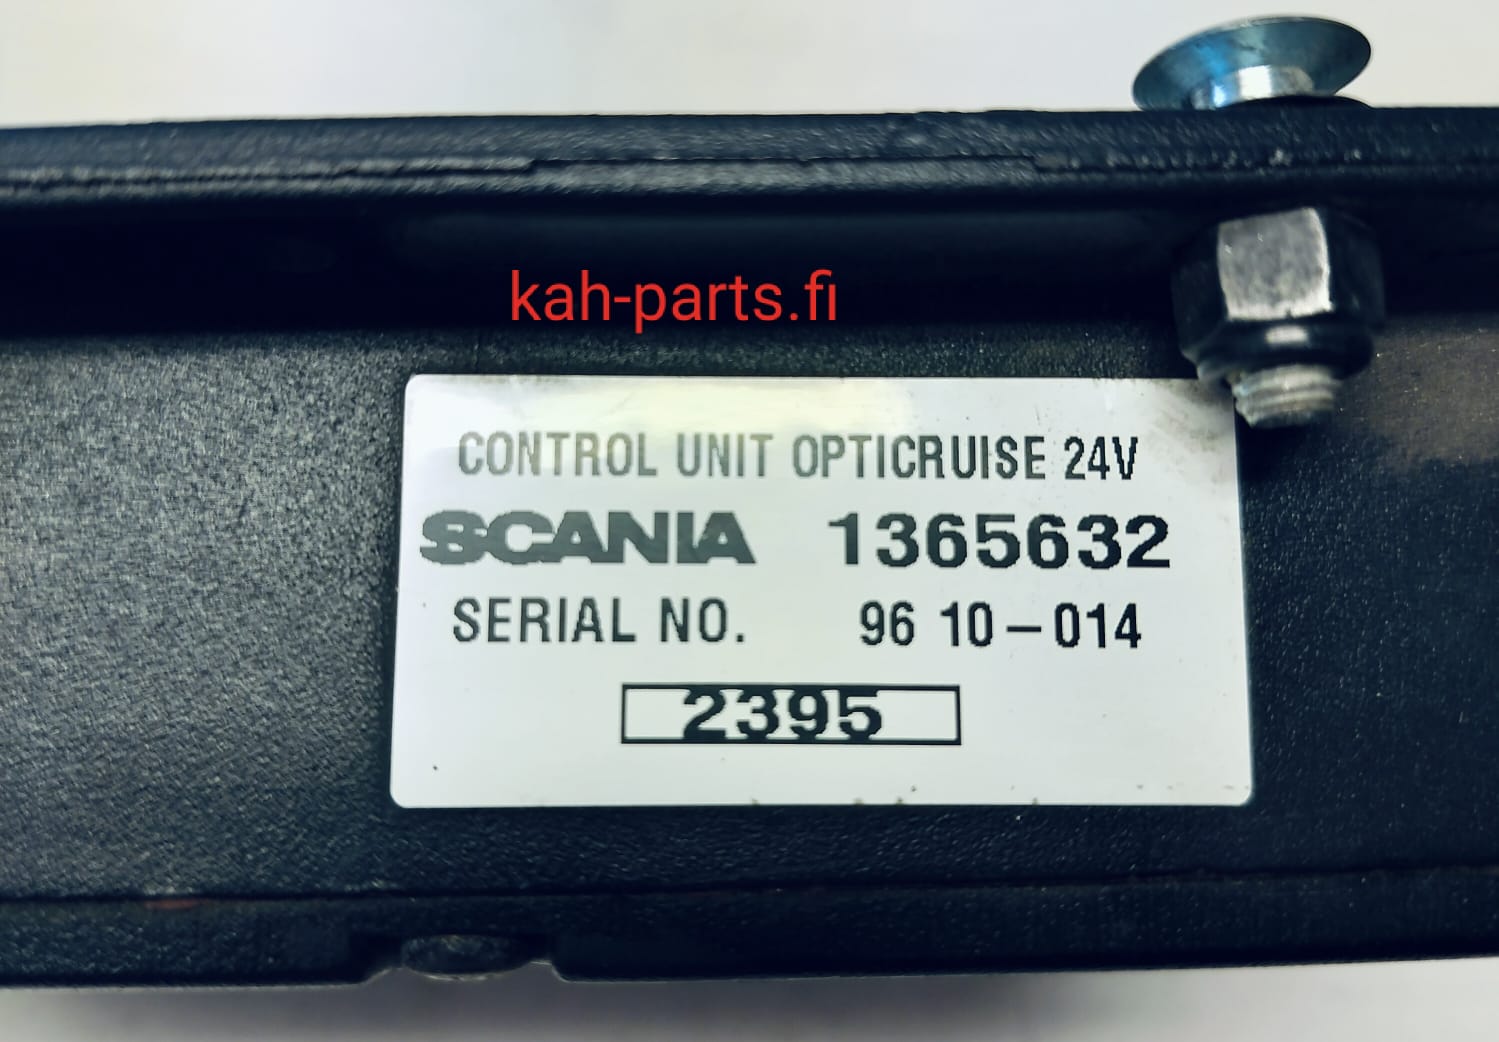 kah-parts.fi
CONTROL UNIT OPTICRUISE 24V
SCANIA 1365632
SERIAL NO. 96 10-014
2395